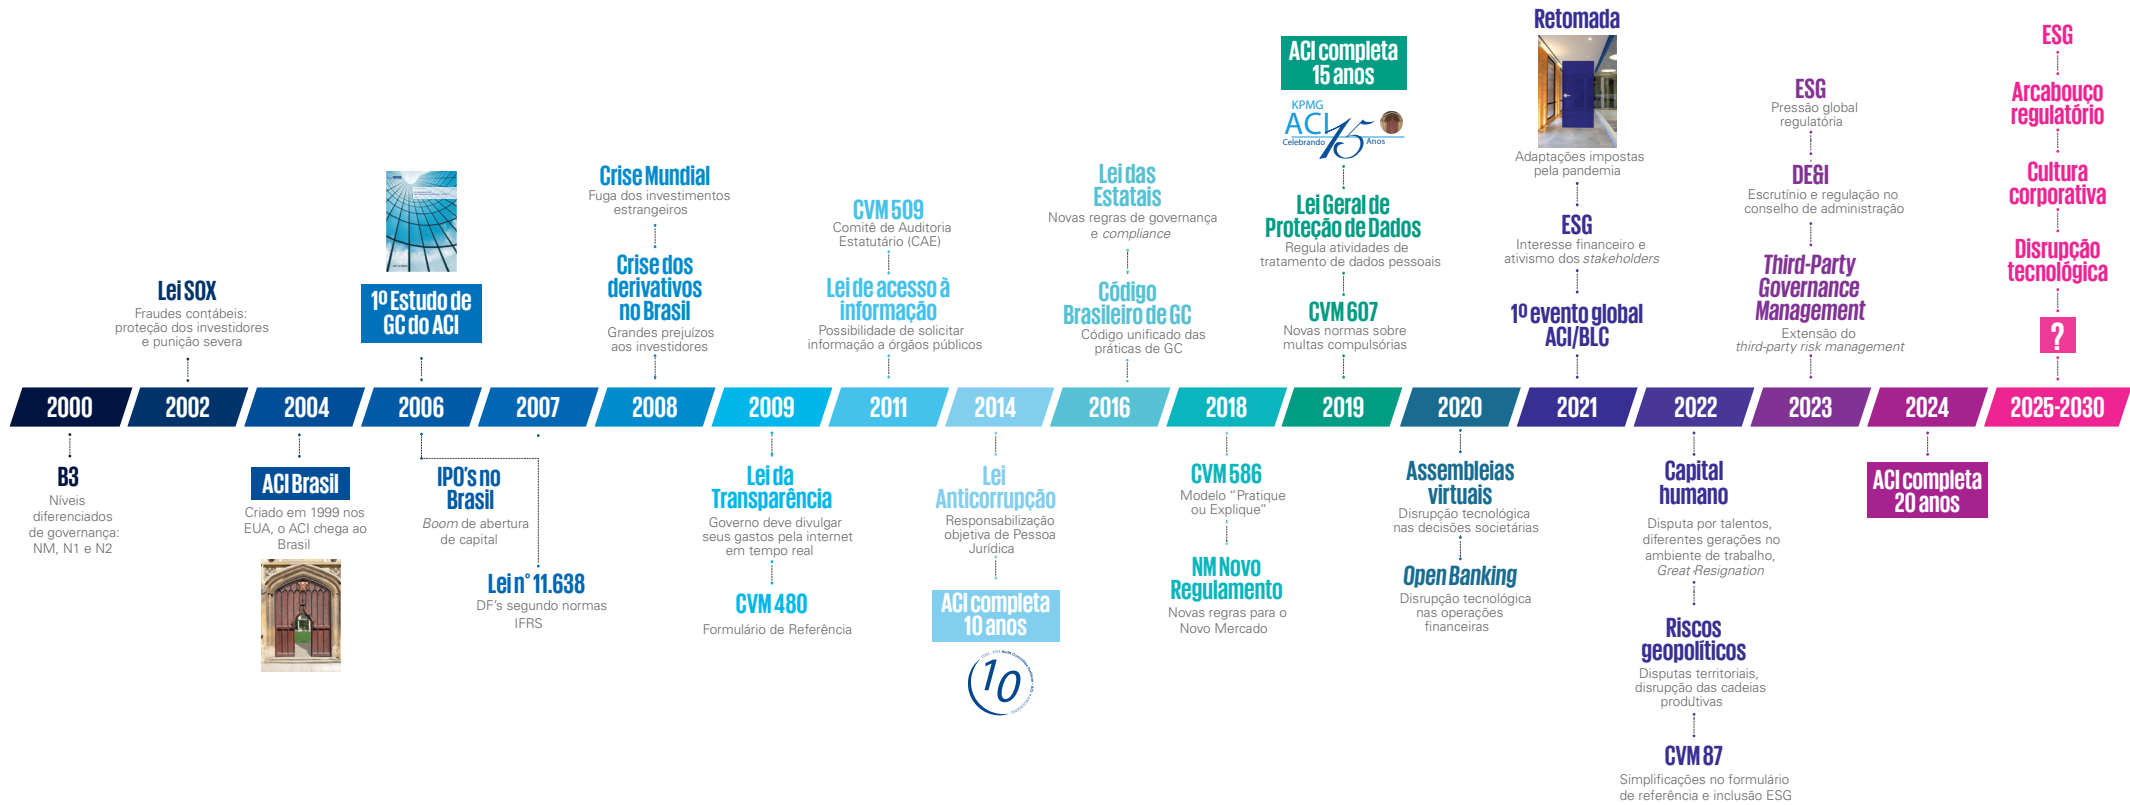 Retomada
Adaptações impostas
pela pandemia
ESG
Interesse financeiro e
ativismo dos stakeholders
1º evento global
ACI/BLC
ACI completa
15 anos
KPMG
ACI 15
Celebrando
Anos
Lei Geral de
Proteção de Dados
Regula atividades de
tratamento de dados pessoais
CVM 607
Novas normas sobre
multas compulsórias
ESG
Arcabouço
regulatório
Cultura
corporativa
Disrupção
tecnológica
?
ESG
Pressão global
regulatória
DE&I
Escrutínio e regulação no
conselho de administração
Third-Party
Governance
Management
Extensão do
third-party risk management
Lei SOX
Fraudes contábeis:
proteção dos investidores
e punição severa
1º Estudo de
GC do ACI
Crise Mundial
Fuga dos investimentos
estrangeiros
Crise dos
derivativos
no Brasil
Grandes prejuízos
aos investidores
CVM 509
Comitê de Auditoria
Estatutário (CAE)
Lei de acesso à
informação
Possibilidade de solicitar
informação a órgãos públicos
Lei das
Estatais
Novas regras de governança
e compliance
Código
Brasileiro de GC
Código unificado das
práticas de GC
2000 2002 2004 2006 2007 2008 2009 2011 2014 2016 2018 2019 2020 2021 2022 2023 2024 2025-2030
B3
Níveis
diferenciados
de governança:
NM, N1 e N2
ACI Brasil
Criado em 1999 nos
EUA, o ACI chega ao
Brasil
IPO's no
Brasil
Boom de abertura
de capital
Lei n° 11.638
DF's segundo normas
IFRS
Lei da
Transparência
Governo deve divulgar
seus gastos pela internet
em tempo real
CVM 480
Formulário de Referência
Lei
Anticorrupção
Responsabilização
objetiva de Pessoa
Jurídica
ACI completa
10 anos
10
CVM 586
Modelo “Pratique
ou Explique”
NM Novo
Regulamento
Novas regras para o
Novo Mercado
Assembleias
virtuais
Disrupção tecnológica
nas decisões societárias
Open Banking
Disrupção tecnológica
nas operações
financeiras
Capital
humano
Disputa por talentos,
diferentes gerações no
ambiente de trabalho,
Great Resignation
Riscos
geopolíticos
Disputas territoriais,
disrupção das cadeias
produtivas
CVM 87
Simplificações no formulário
de referência e inclusão ESG
ACI completa
20 anos